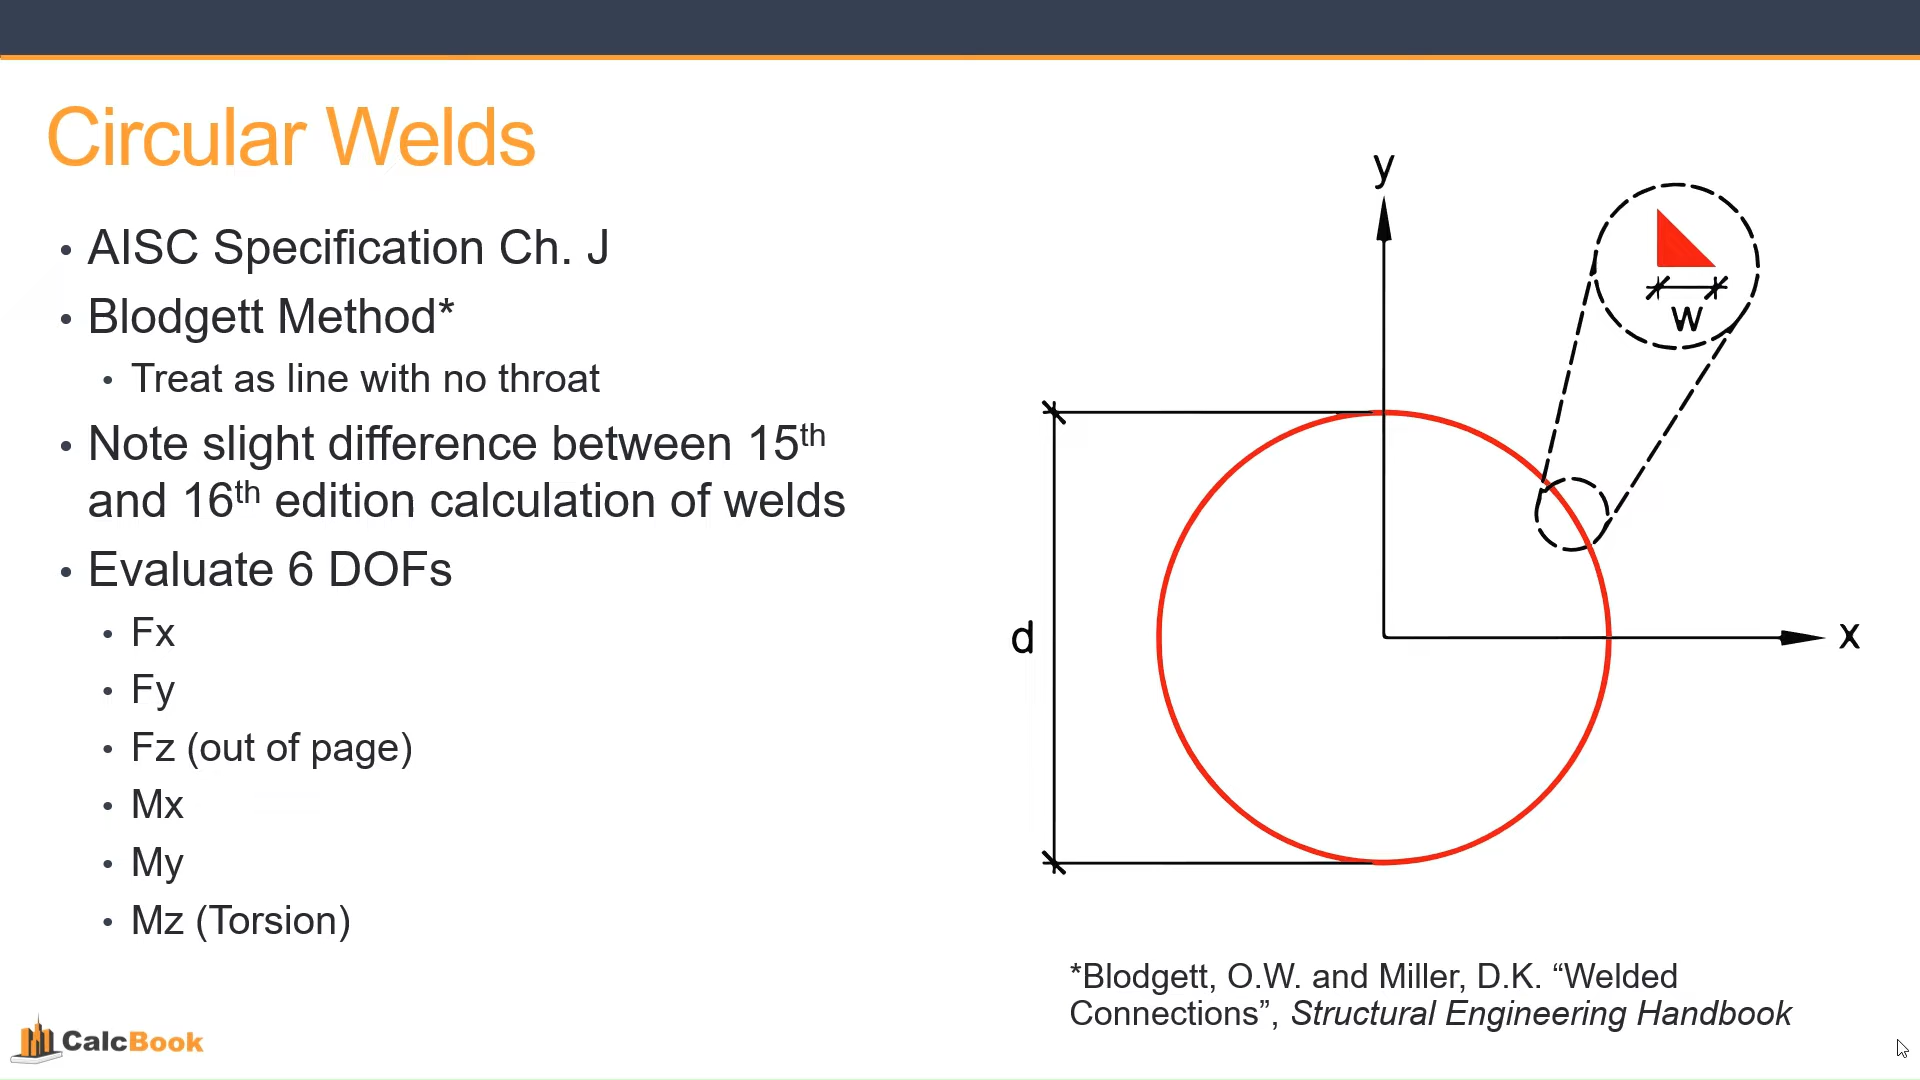 Circular Welds
• AISC Specification Ch. J
• Blodgett Method*
• Treat as line with no throat
• Note slight difference between 15th
and 16th edition calculation of welds
• Evaluate 6 DOFs
• Fx
• Fy
• Fz (out of page)
• Mx
• My
• Mz (Torsion)
y
w
d
x
*Blodgett, O.W. and Miller, D.K. “Welded
Connections”, Structural Engineering Handbook
CalcBook